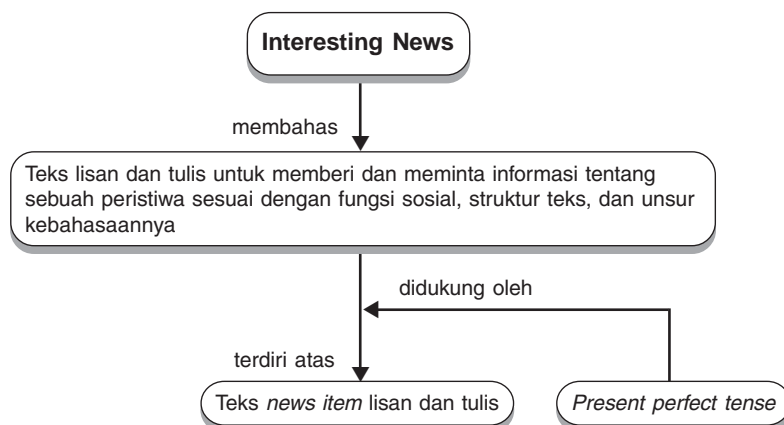 Interesting News
membahas
Teks lisan dan tulis untuk memberi dan meminta informasi tentang
sebuah peristiwa sesuai dengan fungsi sosial, struktur teks, dan unsur
kebahasaannya
didukung oleh
terdiri atas
Teks news item lisan dan tulis
Present perfect tense